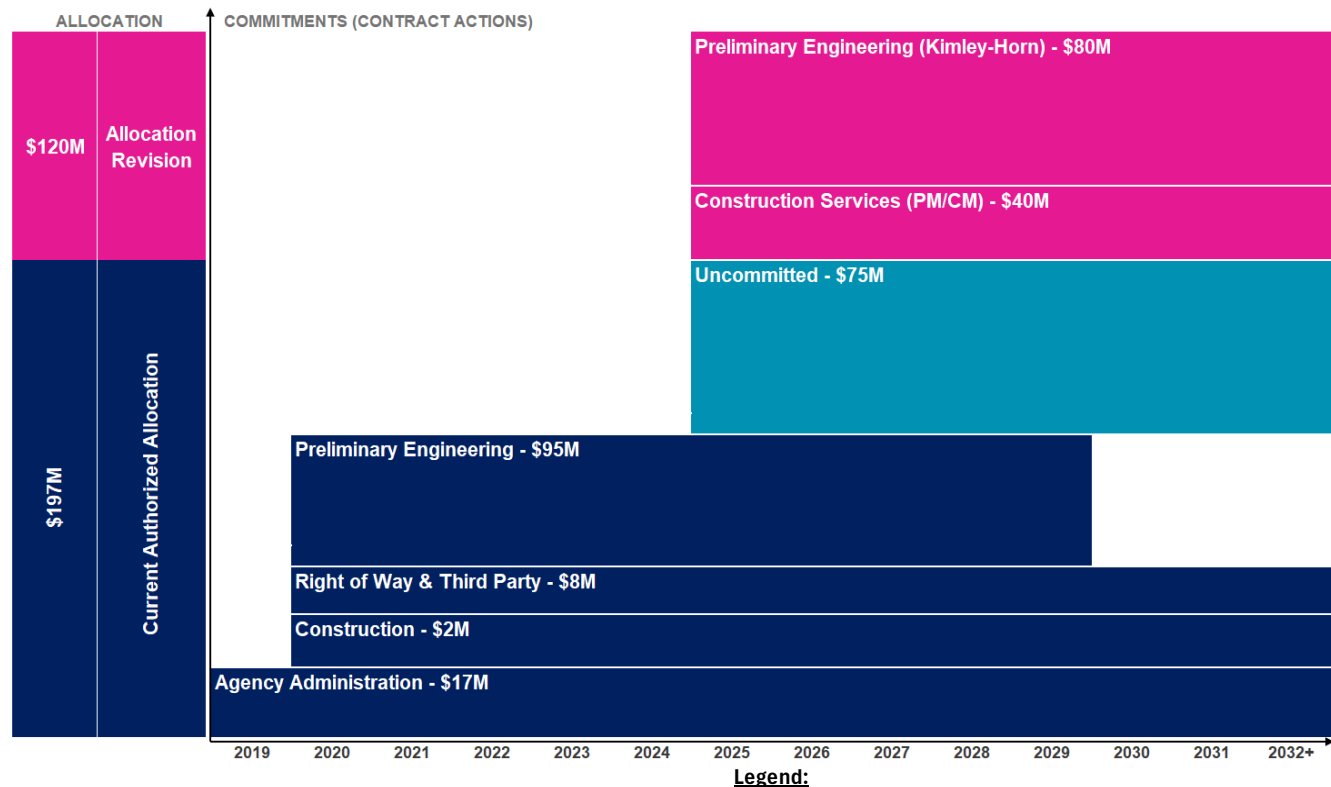 ALLOCATION
COMMITMENTS (CONTRACT ACTIONS)
$120M
Allocation
Revision
Preliminary Engineering (Kimley-Horn) - $80M
Construction Services (PM/CM) - $40M
$197M
Current Authorized Allocation
Uncommitted - $75M
Preliminary Engineering - $95M
Right of Way & Third Party - $8M
Construction - $2M
Agency Administration - $17M
2019 2020 2021 2022 2023 2024 2025 2026 2027 2028 2029 2030 2031 2032+
Legend: